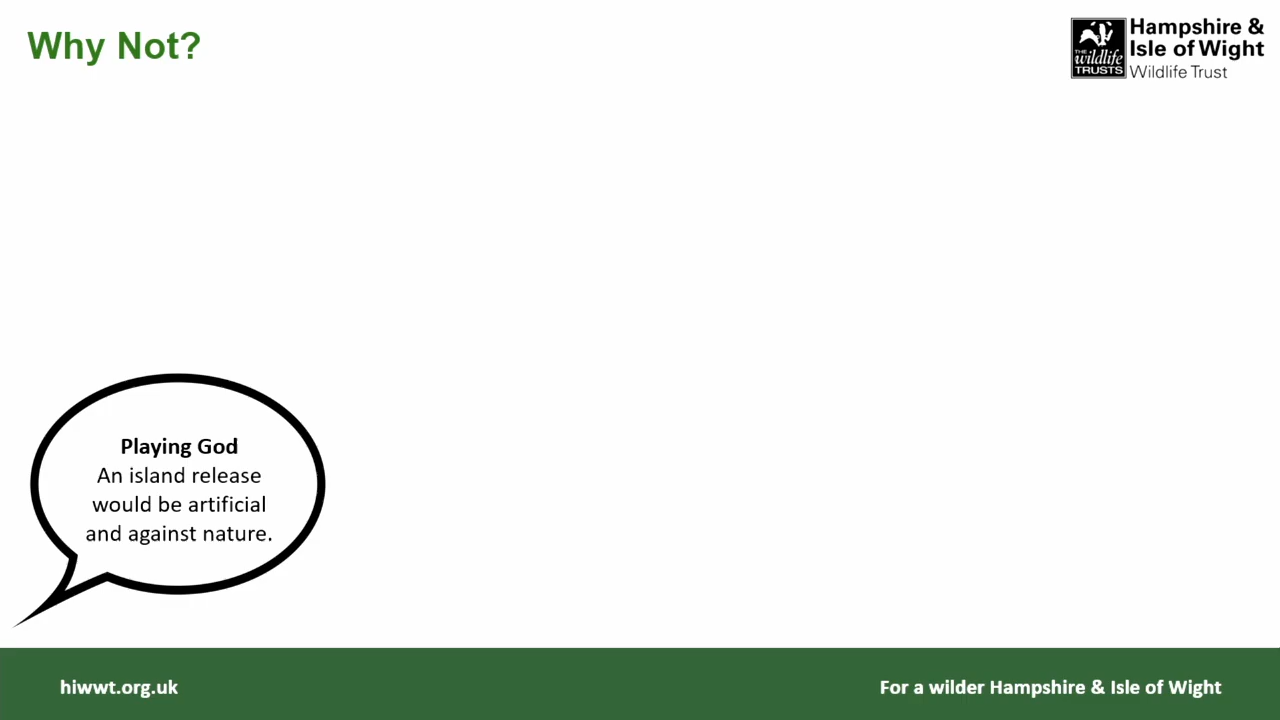 Why Not?
Hampshire &
Isle of Wight
Wildlife Trust
THE
wildlife
TRUSTS
Playing God
An island release
would be artificial
and against nature.
hiwwt.org.uk
For a wilder Hampshire & Isle of Wight